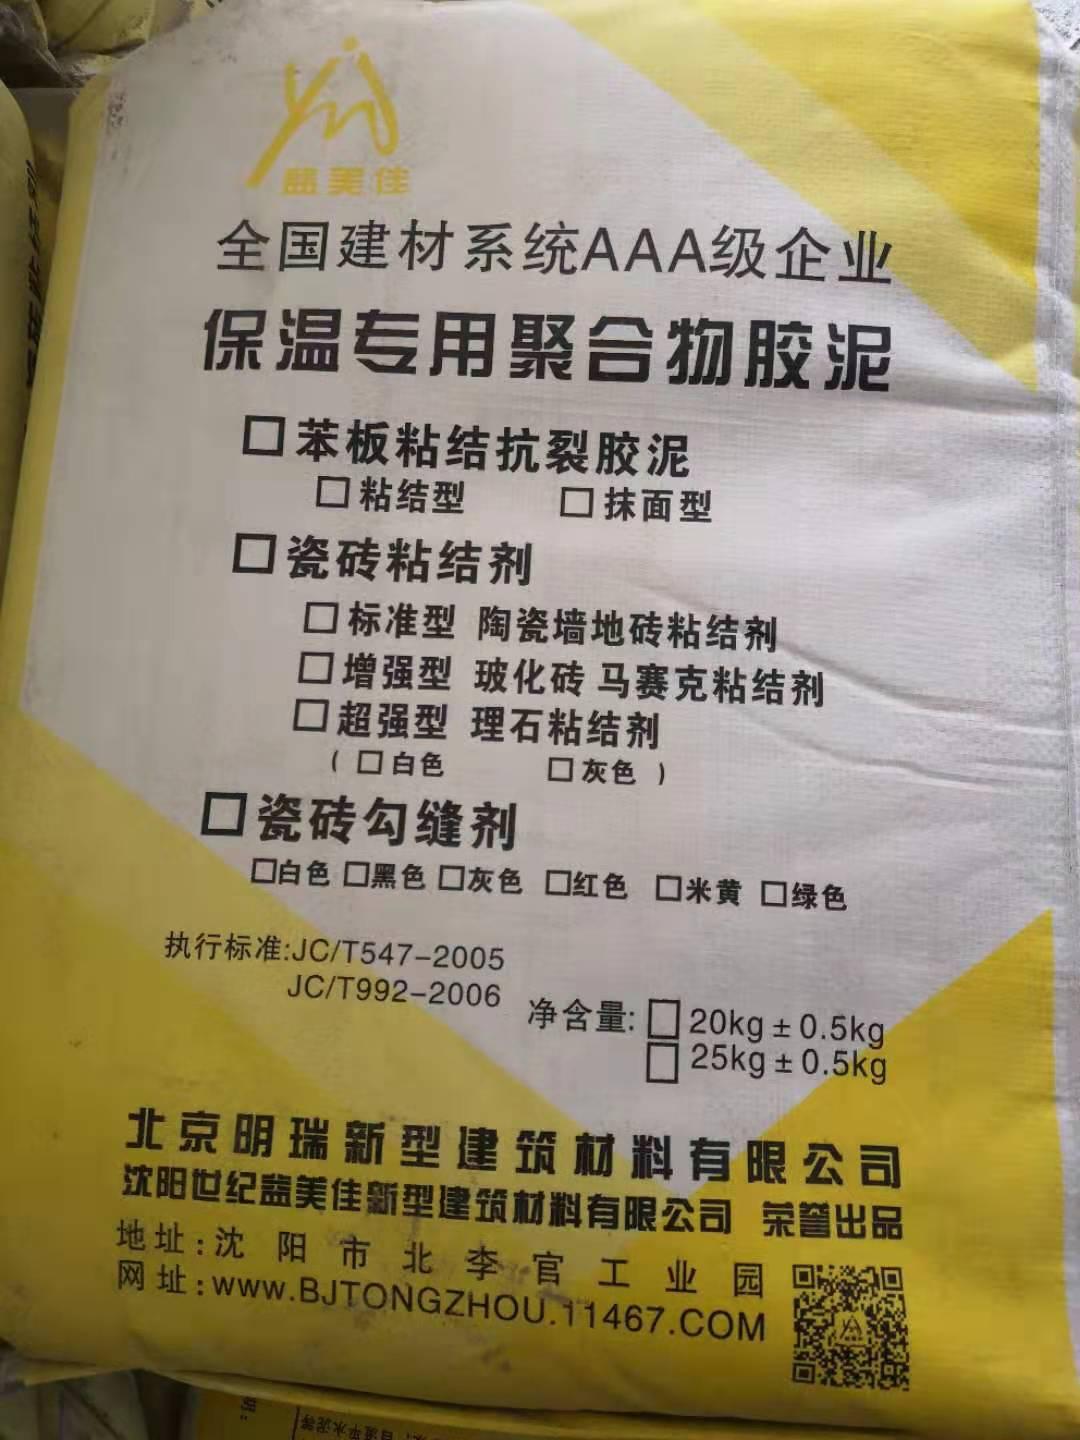 益美佳
全国建材系统AAA级企业
保温专用聚合物胶泥
□苯板粘结抗裂胶泥
□粘结型 □抹面型
□瓷砖粘结剂
□标准型 陶瓷墙地砖粘结剂
□增强型 玻化砖 马赛克粘结剂
□超强型 理石粘结剂
(□白色 □灰色)
□瓷砖勾缝剂
□白色 □黑色 □灰色 □红色 □米黄 □绿色
执行标准:JC/T547-2005
JC/T992-2006
净含量:□20kg±0.5kg
□25kg±0.5kg
北京明瑞新型建筑材料有限公司
沈阳世纪益美佳新型建筑材料有限公司 荣誉出品
地址:沈阳市北李官工业园
网址:www.BJTONGZHOU.11467.COM